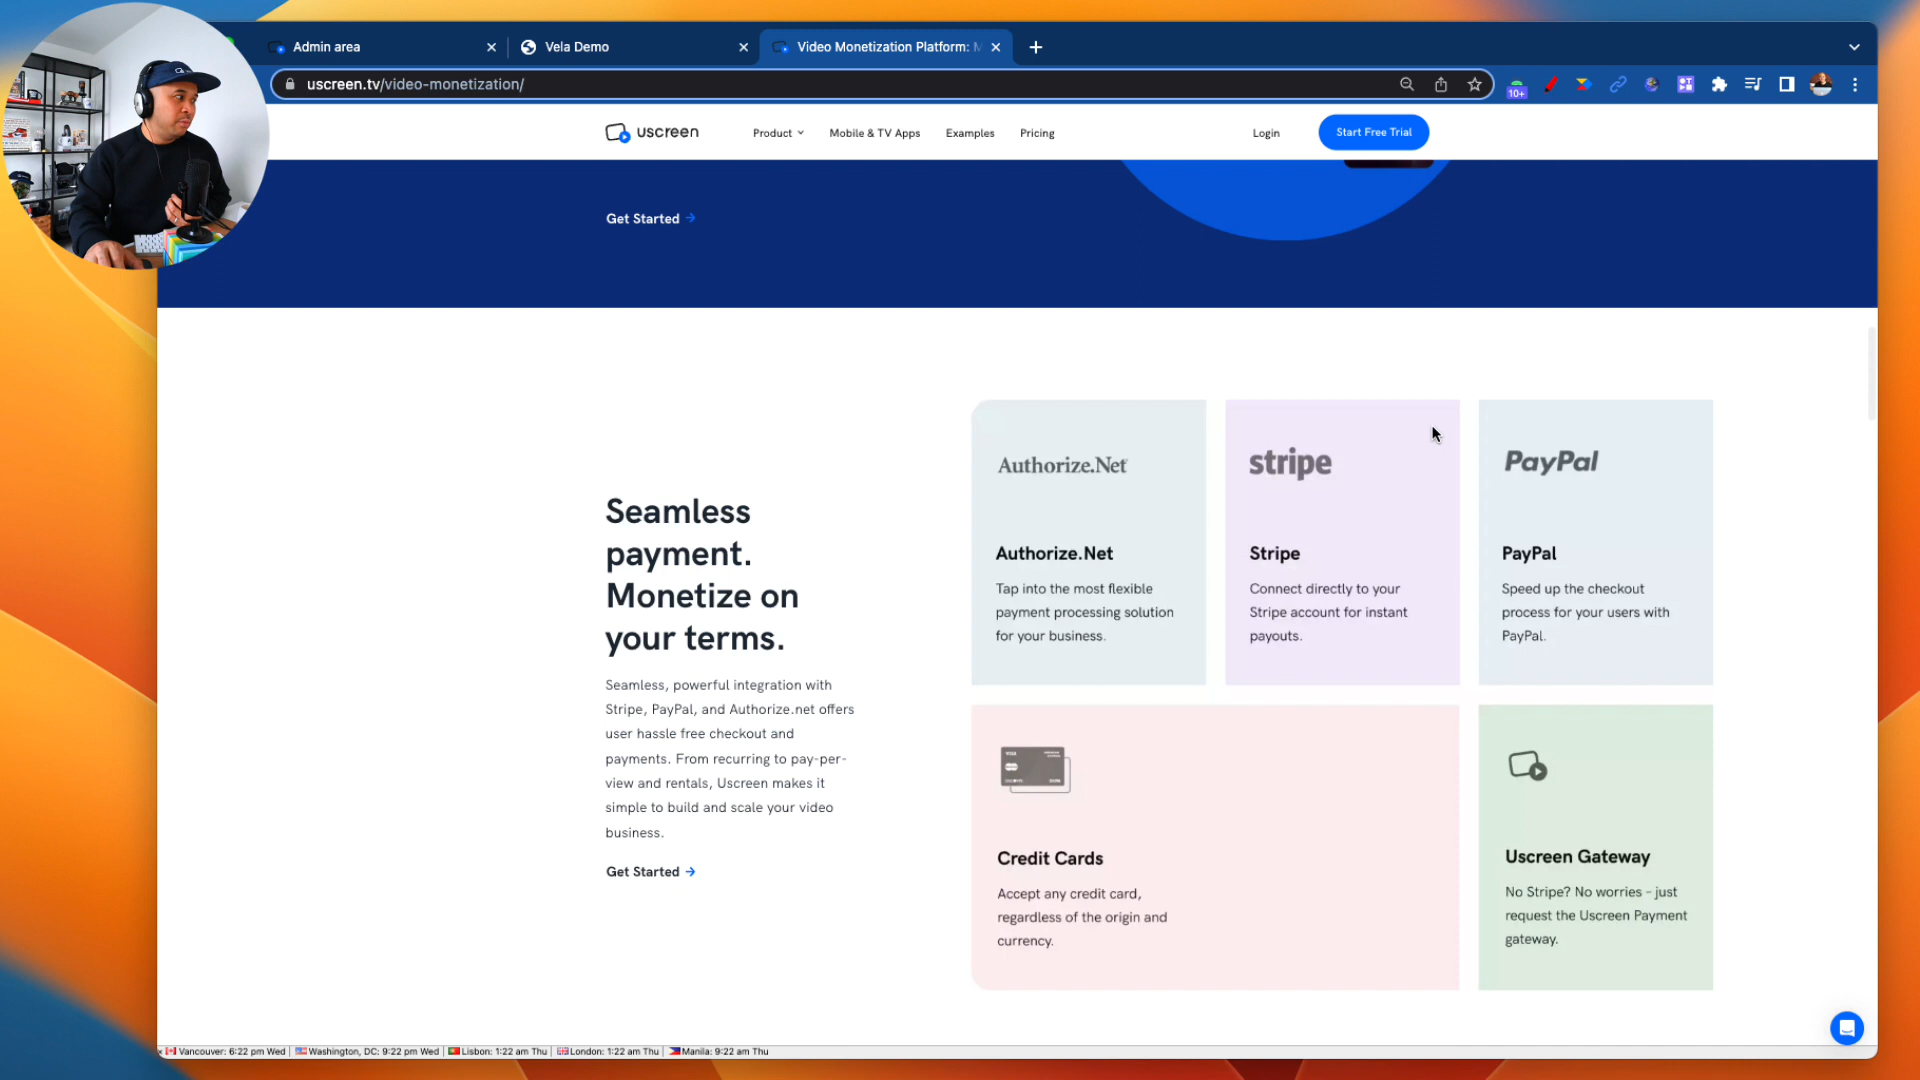 Admin area
Vela Demo
Video Monetization Platform: M
uscreen.tv/video-monetization/
10+
uscreen
Product
Mobile & TV Apps
Examples
Pricing
Login
Start Free Trial
Get Started
Seamless
payment.
Monetize on
your terms.
Seamless, powerful integration with
Stripe, PayPal, and Authorize.net offers
user hassle free checkout and
payments. From recurring to pay-per-
view and rentals, Uscreen makes it
simple to build and scale your video
business.
Get Started
Authorize.Net
Authorize.Net
Tap into the most flexible
payment processing solution
for your business.
stripe
Stripe
Connect directly to your
Stripe account for instant
payouts.
PayPal
PayPal
Speed up the checkout
process for your users with
PayPal.
VISA
Credit Cards
Accept any credit card,
regardless of the origin and
currency.
Uscreen Gateway
No Stripe? No worries – just
request the Uscreen Payment
gateway.
Vancouver: 6:22 pm Wed
Washington, DC: 9:22 pm Wed
Lisbon: 1:22 am Thu
London: 1:22 am Thu
Manila: 9:22 am Thu